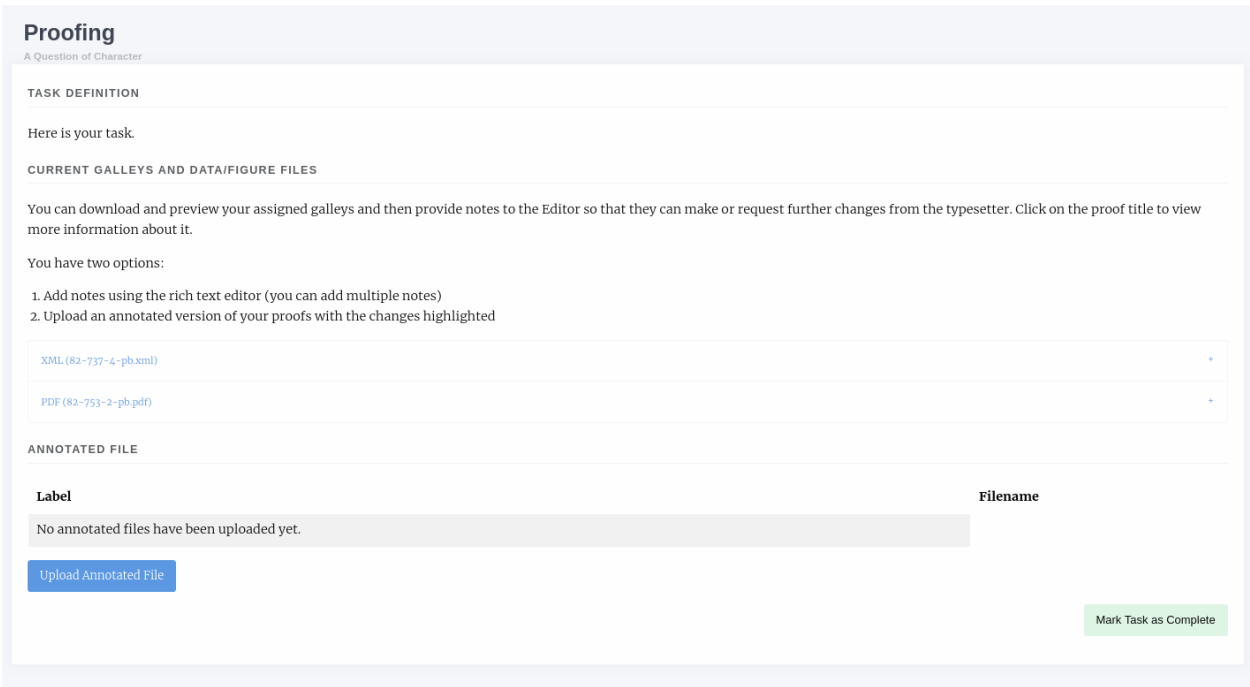 Proofing
A Question of Character
TASK DEFINITION
Here is your task.
CURRENT GALLEYS AND DATA/FIGURE FILES
You can download and preview your assigned galleys and then provide notes to the Editor so that they can make or request further changes from the typesetter. Click on the proof title to view
more information about it.
You have two options:
1. Add notes using the rich text editor (you can add multiple notes)
2. Upload an annotated version of your proofs with the changes highlighted
XML (82-737-4-pb.xml) +
PDF (82-753-2-pb.pdf) +
ANNOTATED FILE
Label Filename
No annotated files have been uploaded yet.
Upload Annotated File
Mark Task as Complete